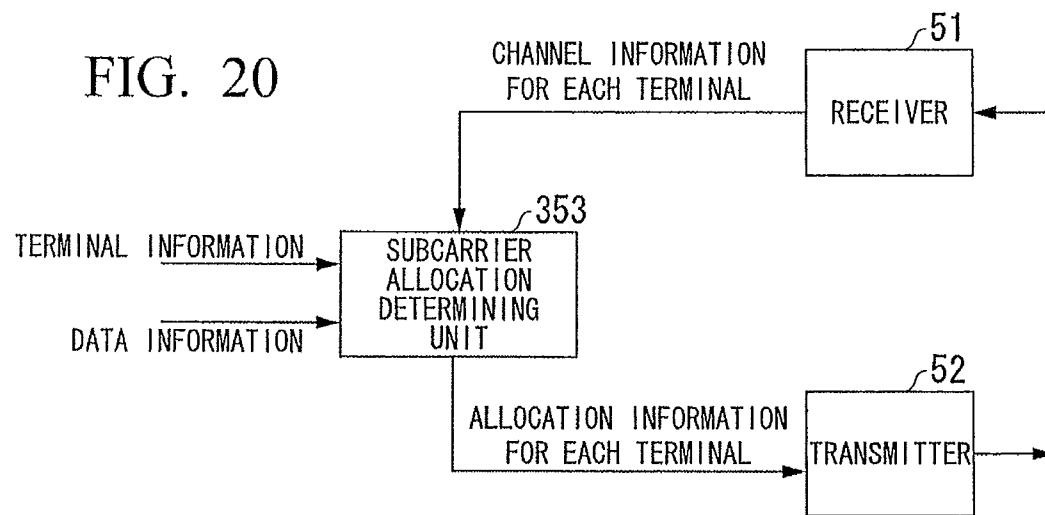 FIG. 20
CHANNEL INFORMATION
FOR EACH TERMINAL
51
RECEIVER
353
TERMINAL INFORMATION
DATA INFORMATION
SUBCARRIER
ALLOCATION
DETERMINING
UNIT
ALLOCATION INFORMATION
FOR EACH TERMINAL
52
TRANSMITTER